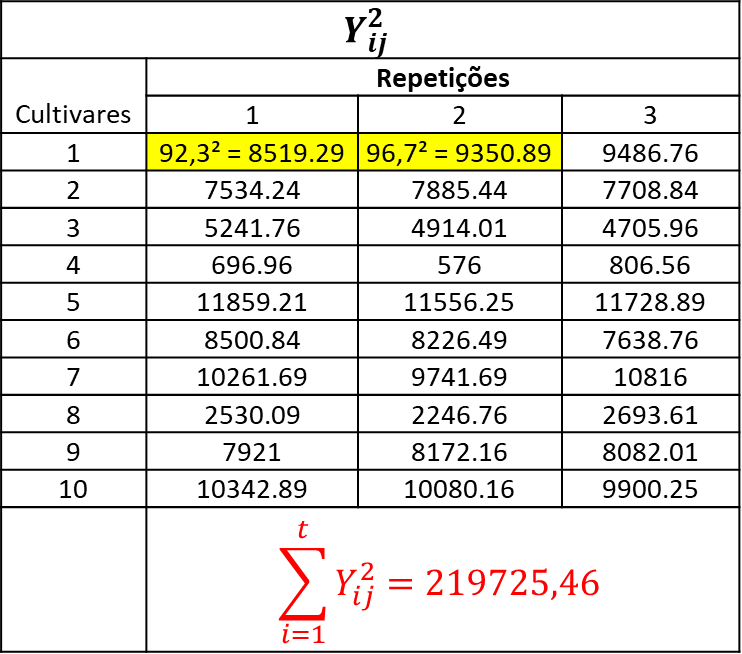 Y²ᵢⱼ
Repetições
Cultivares 1 2 3
1 92,3² = 8519.29 96,7² = 9350.89 9486.76
2 7534.24 7885.44 7708.84
3 5241.76 4914.01 4705.96
4 696.96 576 806.56
5 11859.21 11556.25 11728.89
6 8500.84 8226.49 7638.76
7 10261.69 9741.69 10816
8 2530.09 2246.76 2693.61
9 7921 8172.16 8082.01
10 10342.89 10080.16 9900.25
t
∑ Y²ᵢⱼ = 219725,46
i=1